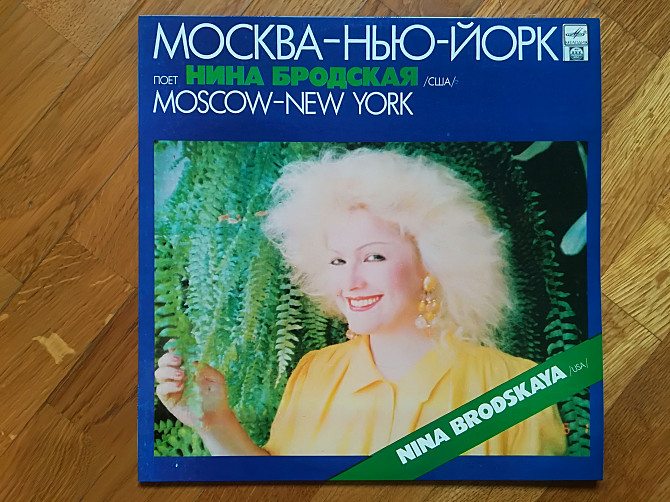 МОСКВА-НЬЮ-ЙОРК
ПОЕТ НИНА БРОДСКАЯ /США/
MOSCOW-NEW YORK
NINA BRODSKAYA /USA/